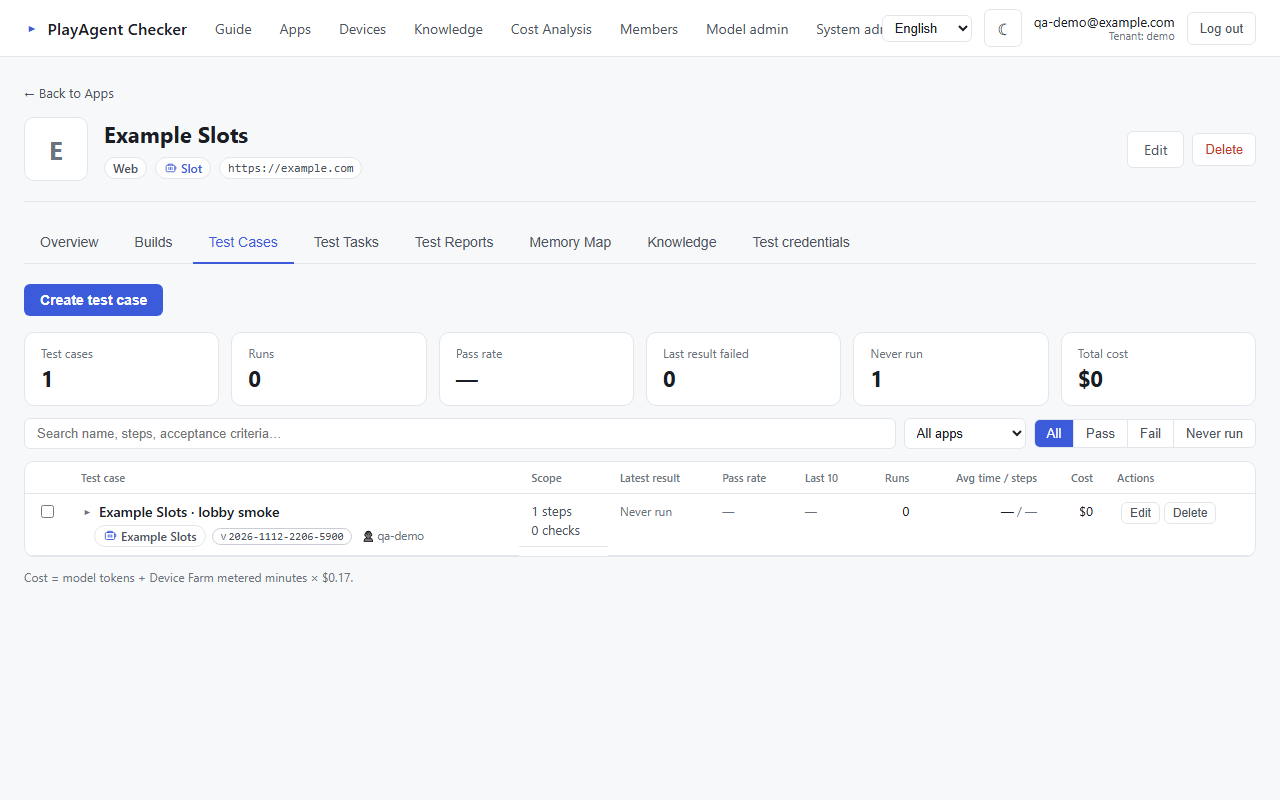 PlayAgent Checker Guide Apps Devices Knowledge Cost Analysis Members Model admin System adm English qa-demo@example.com Log out
Tenant: demo
← Back to Apps
E
Example Slots
Web Slot https://example.com
Edit Delete
Overview Builds Test Cases Test Tasks Test Reports Memory Map Knowledge Test credentials
Create test case
Test cases Runs Pass rate Last result failed Never run Total cost
1 0 — 0 1 $0
Search name, steps, acceptance criteria… All apps All Pass Fail Never run
Test case Scope Latest result Pass rate Last 10 Runs Avg time / steps Cost Actions
Example Slots · lobby smoke 1 steps Never run — — 0 — / — $0 Edit Delete
0 checks
Example Slots v 2026-1112-2206-5900 qa-demo
Cost = model tokens + Device Farm metered minutes × $0.17.